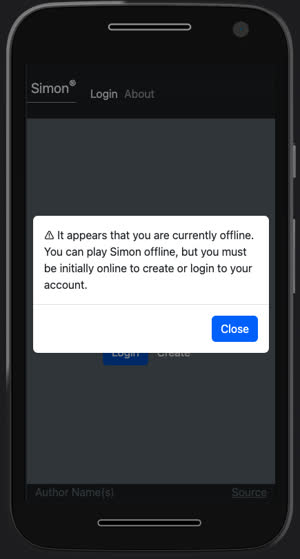 Simon®
Login About
⚠ It appears that you are currently offline.
You can play Simon offline, but you must
be initially online to create or login to your
account.
Close
Login Create
Author Name(s) Source